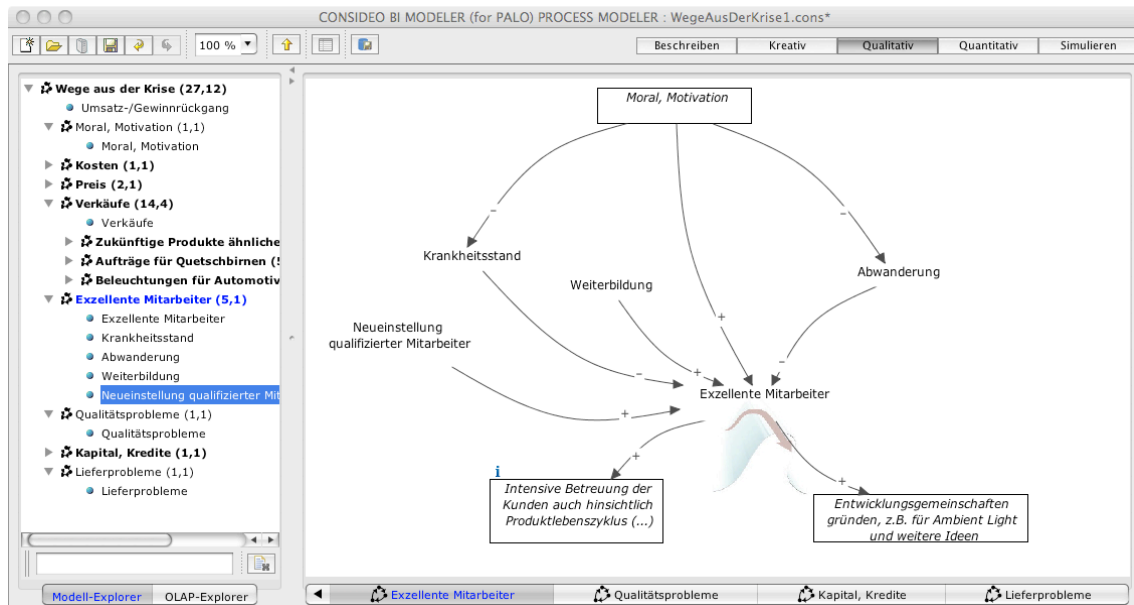 CONSIDEO BI MODELER (for PALO) PROCESS MODELER : WegeAusDerKrise1.cons*
100 %
Beschreiben
Kreativ
Qualitativ
Quantitativ
Simulieren
Wege aus der Krise (27,12)
Umsatz-/Gewinnrückgang
Moral, Motivation (1,1)
Moral, Motivation
Kosten (1,1)
Preis (2,1)
Verkäufe (14,4)
Verkäufe
Zukünftige Produkte ähnliche
Aufträge für Quetschbirnen (
Beleuchtungen für Automotiv
Exzellente Mitarbeiter (5,1)
Exzellente Mitarbeiter
Krankheitsstand
Abwanderung
Weiterbildung
Neueinstellung qualifizierter Mit
Qualitätsprobleme (1,1)
Qualitätsprobleme
Kapital, Kredite (1,1)
Lieferprobleme (1,1)
Lieferprobleme
Modell-Explorer
OLAP-Explorer
Moral, Motivation
–
+
–
Krankheitsstand
Weiterbildung
Abwanderung
Neueinstellung
qualifizierter Mitarbeiter
–
+
–
+
Exzellente Mitarbeiter
+
+
i
Intensive Betreuung der
Kunden auch hinsichtlich
Produktlebenszyklus (...)
Entwicklungsgemeinschaften
gründen, z.B. für Ambient Light
und weitere Ideen
Exzellente Mitarbeiter
Qualitätsprobleme
Kapital, Kredite
Lieferprobleme